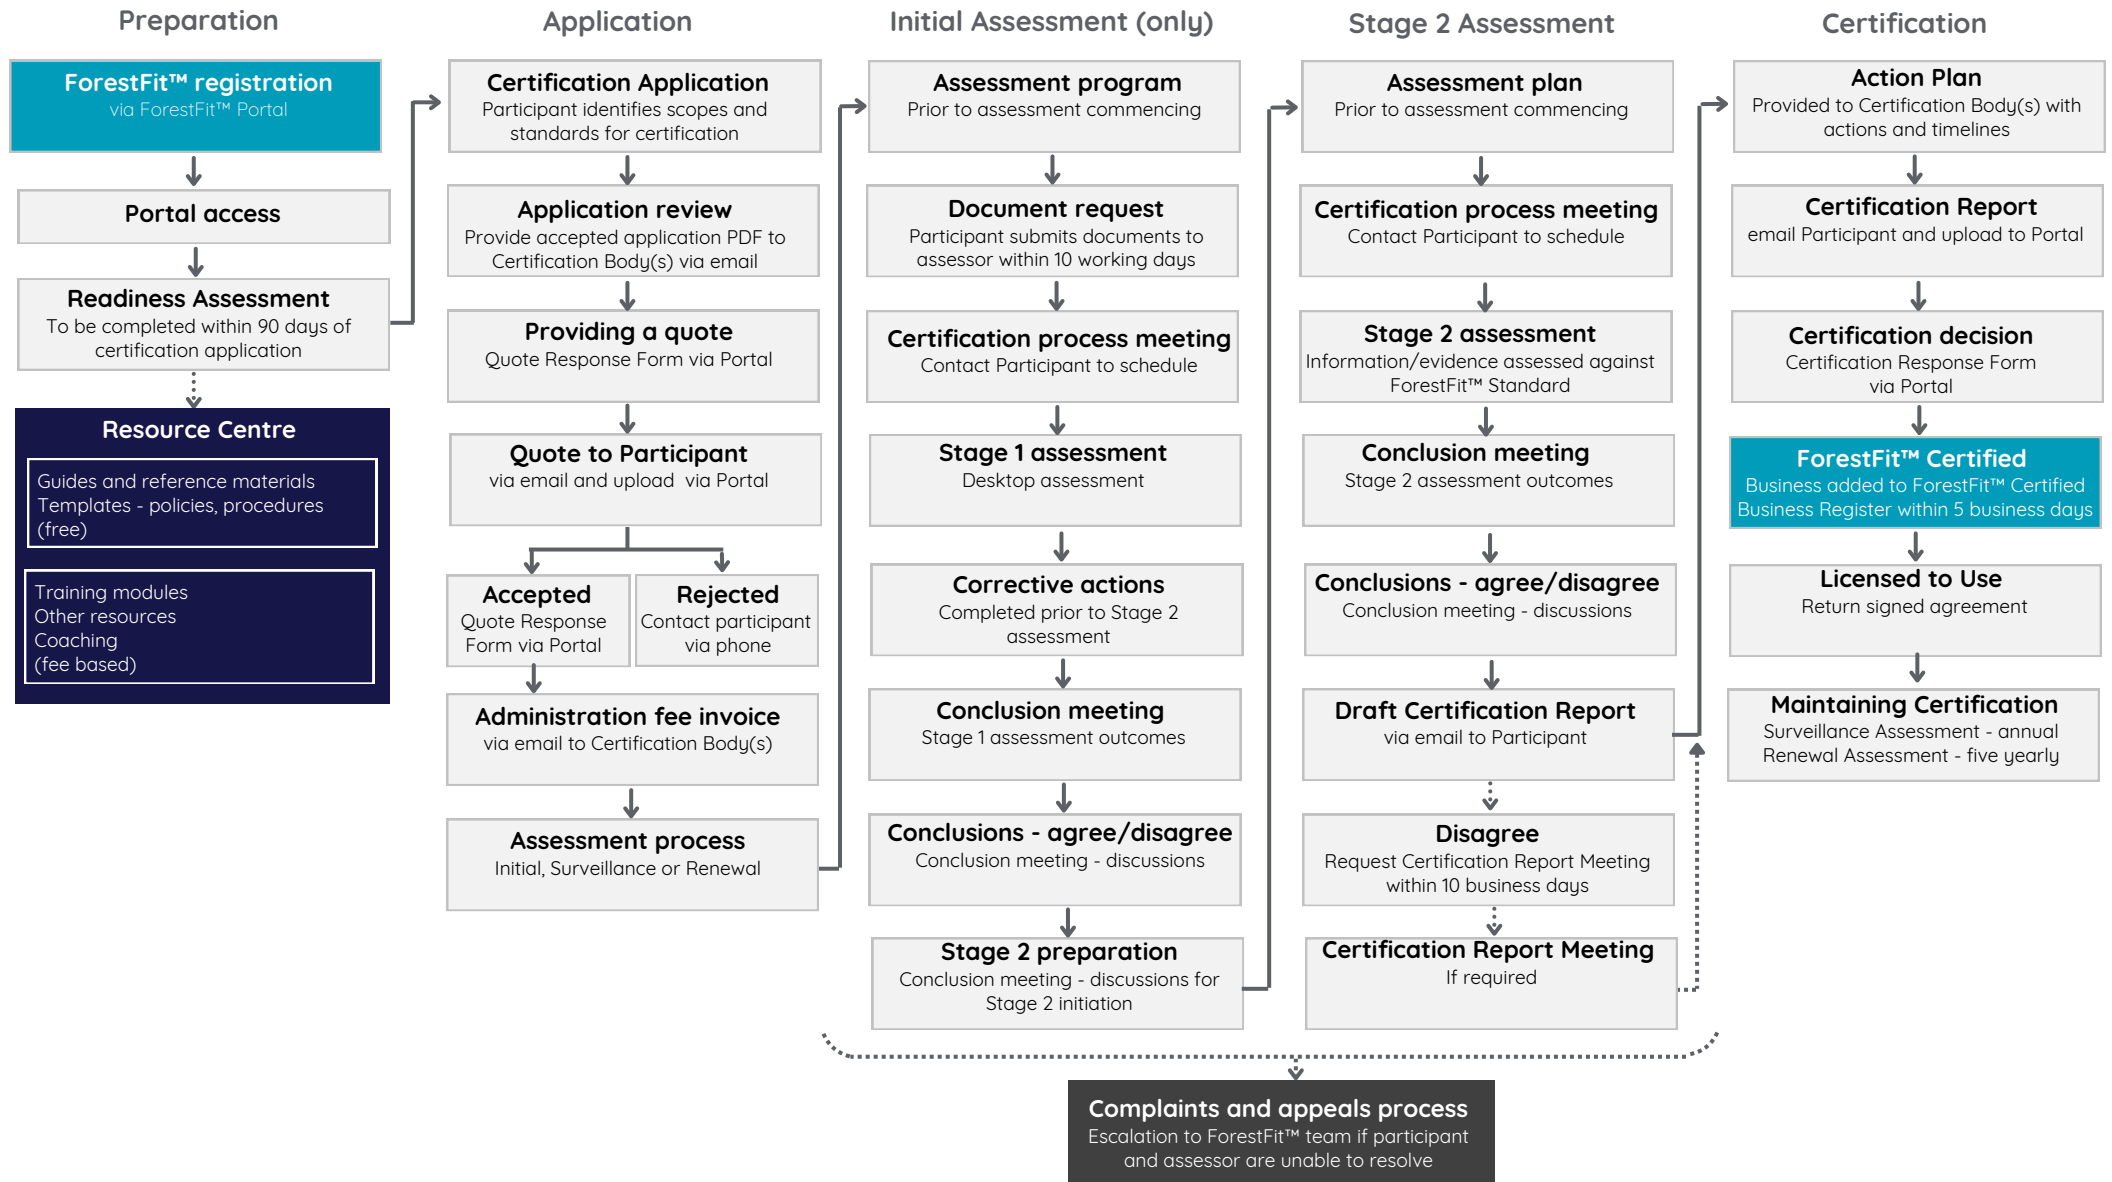 Preparation
ForestFit™ registration
via ForestFit™ Portal
Portal access
Readiness Assessment
To be completed within 90 days of
certification application
Resource Centre
Guides and reference materials
Templates - policies, procedures
(free)
Training modules
Other resources
Coaching
(fee based)
Application
Certification Application
Participant identifies scopes and
standards for certification
Application review
Provide accepted application PDF to
Certification Body(s) via email
Providing a quote
Quote Response Form via Portal
Quote to Participant
via email and upload via Portal
Accepted
Quote Response
Form via Portal
Rejected
Contact participant
via phone
Administration fee invoice
via email to Certification Body(s)
Assessment process
Initial, Surveillance or Renewal
Initial Assessment (only)
Assessment program
Prior to assessment commencing
Document request
Participant submits documents to
assessor within 10 working days
Certification process meeting
Contact Participant to schedule
Stage 1 assessment
Desktop assessment
Corrective actions
Completed prior to Stage 2
assessment
Conclusion meeting
Stage 1 assessment outcomes
Conclusions - agree/disagree
Conclusion meeting - discussions
Stage 2 preparation
Conclusion meeting - discussions for
Stage 2 initiation
Stage 2 Assessment
Assessment plan
Prior to assessment commencing
Certification process meeting
Contact Participant to schedule
Stage 2 assessment
Information/evidence assessed against
ForestFit™ Standard
Conclusion meeting
Stage 2 assessment outcomes
Conclusions - agree/disagree
Conclusion meeting - discussions
Draft Certification Report
via email to Participant
Disagree
Request Certification Report Meeting
within 10 business days
Certification Report Meeting
If required
Certification
Action Plan
Provided to Certification Body(s) with
actions and timelines
Certification Report
email Participant and upload to Portal
Certification decision
Certification Response Form
via Portal
ForestFit™ Certified
Business added to ForestFit™ Certified
Business Register within 5 business days
Licensed to Use
Return signed agreement
Maintaining Certification
Surveillance Assessment - annual
Renewal Assessment - five yearly
Complaints and appeals process
Escalation to ForestFit™ team if participant
and assessor are unable to resolve